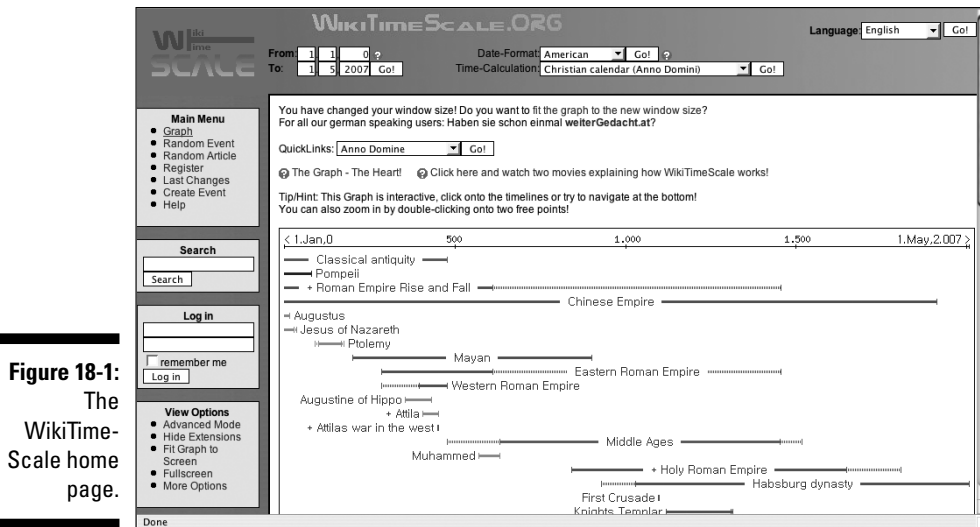 WIKITIMESCALE.ORG
Wiki
Time
SCALE
Language: English Go!
From: 1 1 0 ?
Date-Format: American Go! ?
To: 1 5 2007 Go!
Time-Calculation: Christian calendar (Anno Domini) Go!
Main Menu
Graph
Random Event
Random Article
Register
Last Changes
Create Event
Help
Search
Search
Log in
remember me
Log in
View Options
Advanced Mode
Hide Extensions
Fit Graph to
Screen
Fullscreen
More Options
You have changed your window size! Do you want to fit the graph to the new window size?
For all our german speaking users: Haben sie schon einmal weiterGedacht.at?
QuickLinks: Anno Domine Go!
? The Graph - The Heart! ? Click here and watch two movies explaining how WikiTimeScale works!
Tip/Hint: This Graph is interactive, click onto the timelines or try to navigate at the bottom!
You can also zoom in by double-clicking onto two free points!
< 1.Jan,0 500 1.000 1.500 1.May,2.007 >
Classical antiquity
Pompeii
+ Roman Empire Rise and Fall
Chinese Empire
Augustus
Jesus of Nazareth
Ptolemy
Mayan
Eastern Roman Empire
Western Roman Empire
Augustine of Hippo
+ Attila
+ Attilas war in the west
Middle Ages
Muhammed
+ Holy Roman Empire
Habsburg dynasty
First Crusade
Knights Templar
Done
Figure 18-1:
The
WikiTime-
Scale home
page.